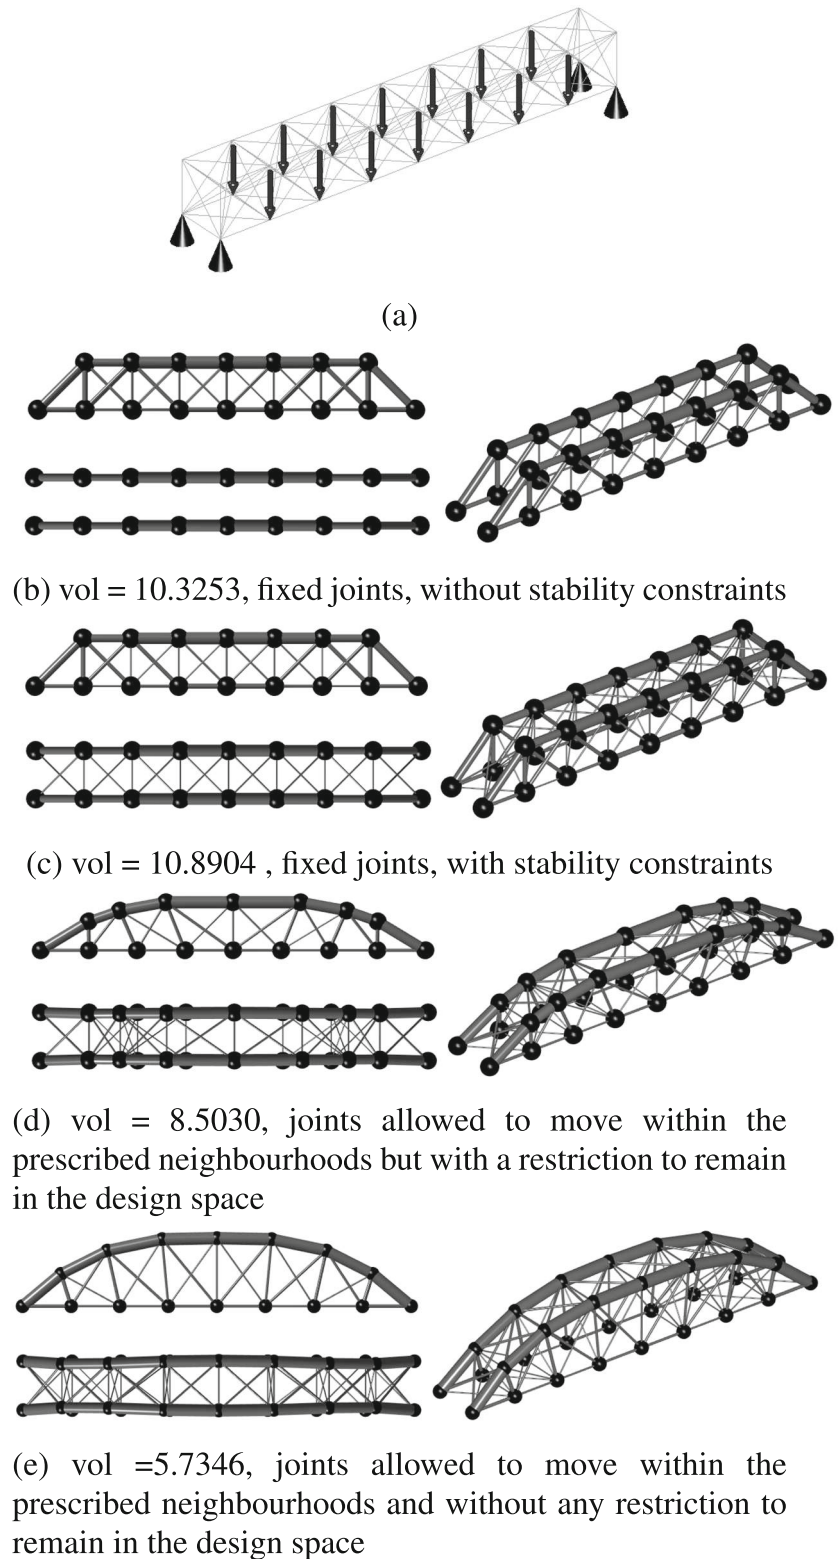 (a)
(b) vol = 10.3253, fixed joints, without stability constraints
(c) vol = 10.8904 , fixed joints, with stability constraints
(d) vol = 8.5030, joints allowed to move within the
prescribed neighbourhoods but with a restriction to remain
in the design space
(e) vol =5.7346, joints allowed to move within the
prescribed neighbourhoods and without any restriction to
remain in the design space